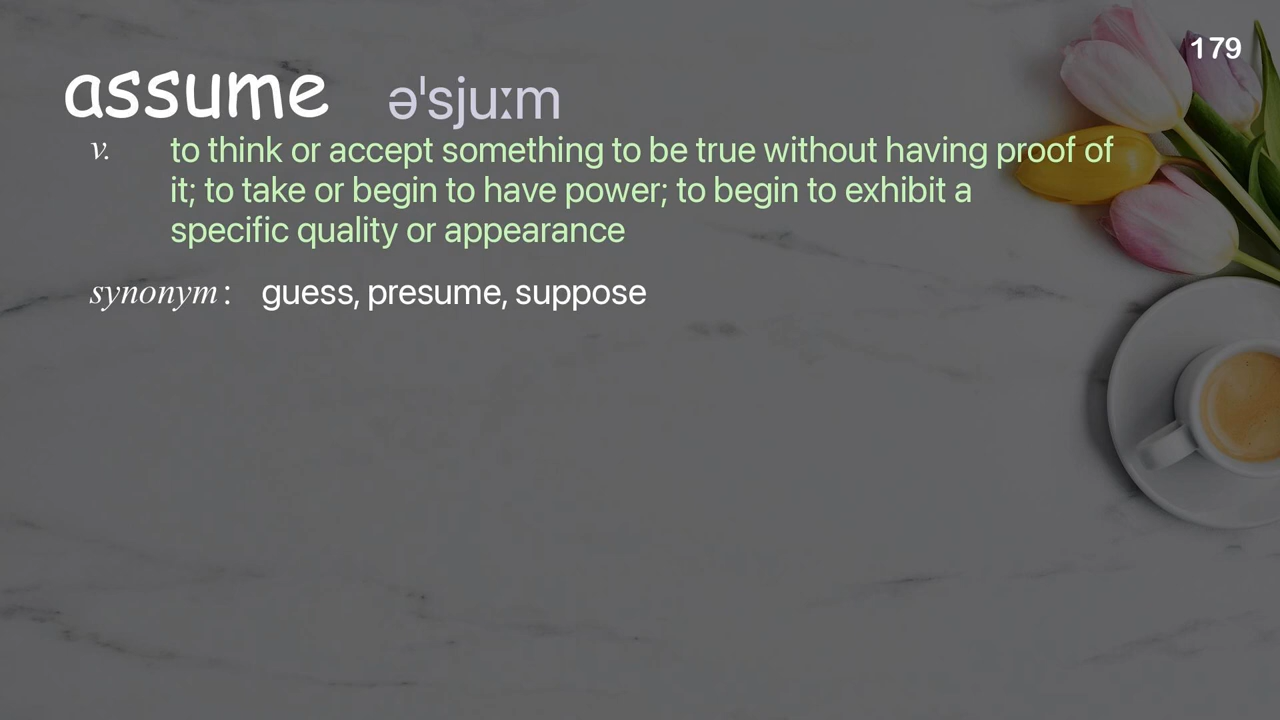 179
assume əˈsjuːm
v. to think or accept something to be true without having proof of
it; to take or begin to have power; to begin to exhibit a
specific quality or appearance
synonym: guess, presume, suppose